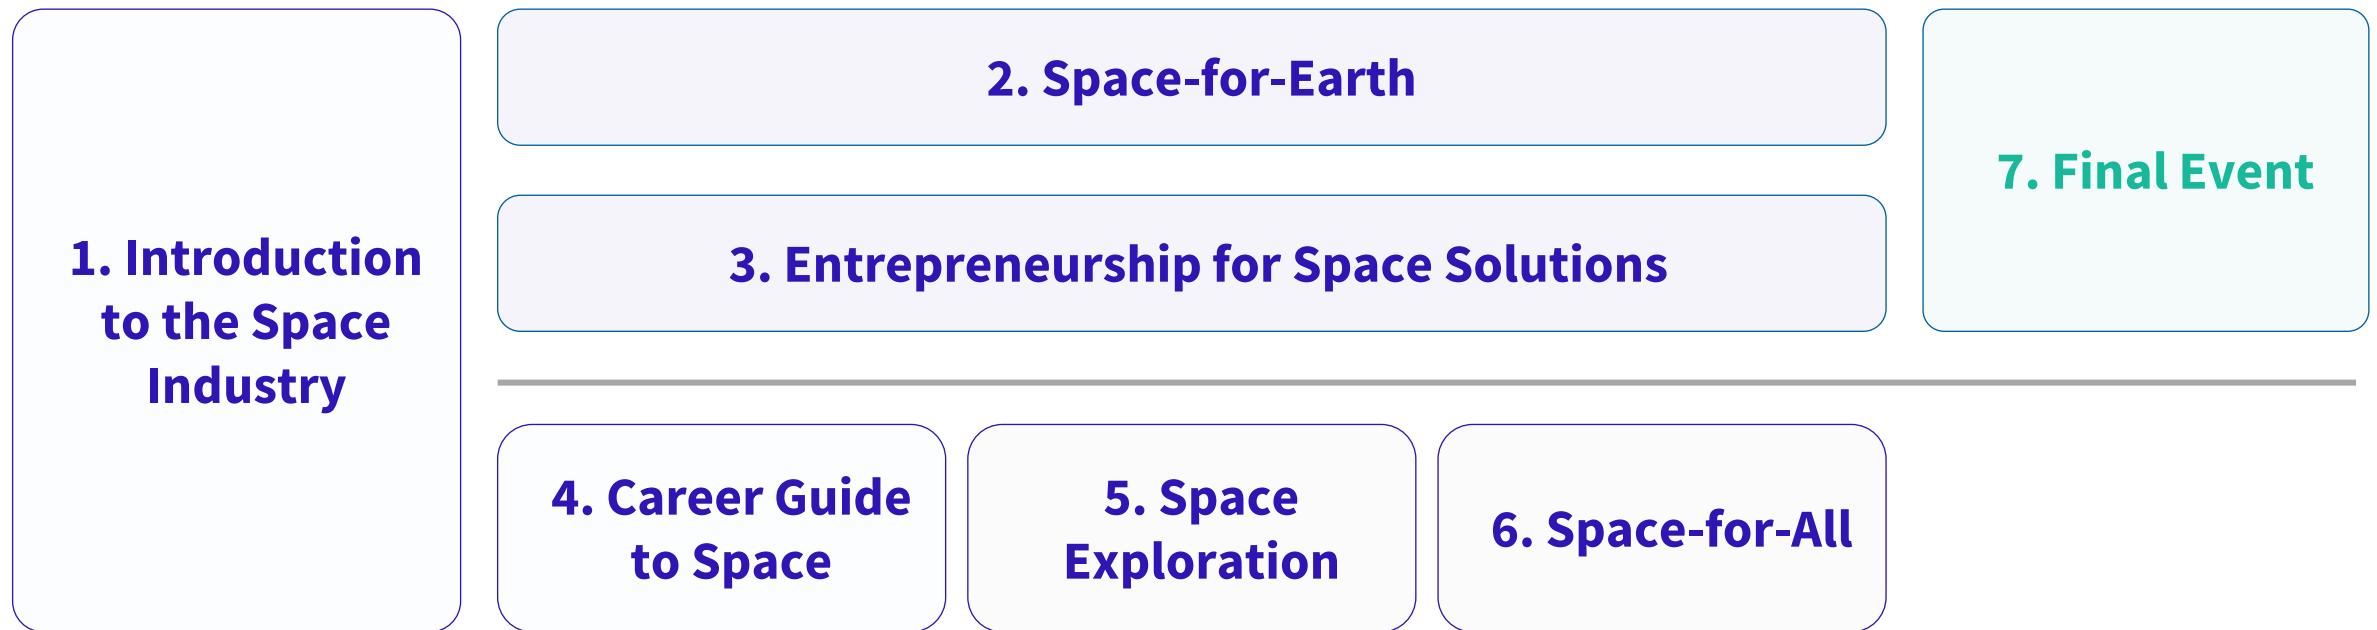 1. Introduction
to the Space
Industry
2. Space-for-Earth
3. Entrepreneurship for Space Solutions
7. Final Event
4. Career Guide
to Space
5. Space
Exploration
6. Space-for-All